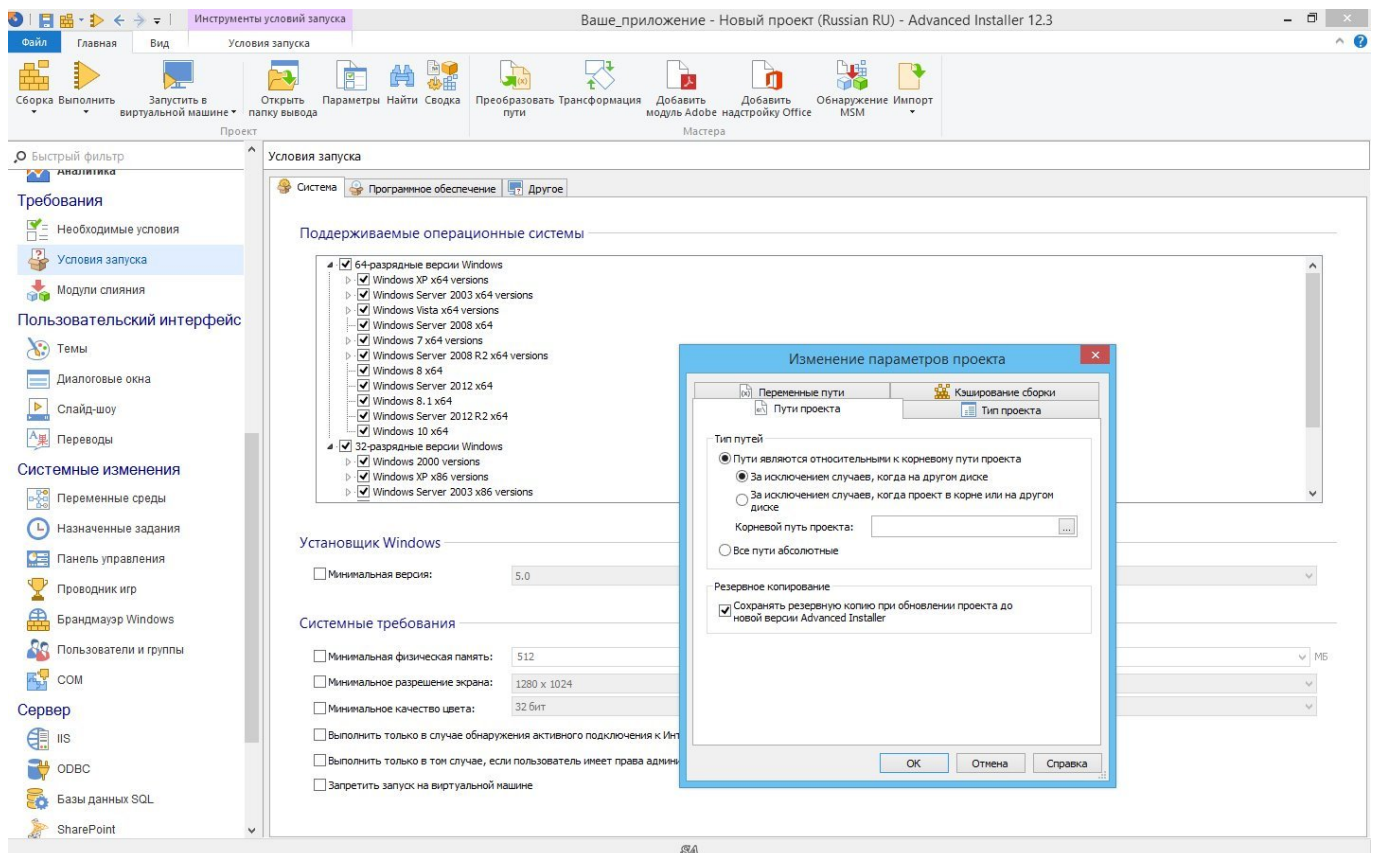 Инструменты условий запуска
Ваше_приложение - Новый проект (Russian RU) - Advanced Installer 12.3
Файл Главная Вид Условия запуска
Сборка Выполнить Запустить в виртуальной машине Открыть папку вывода Параметры Найти Сводка Преобразовать пути Трансформация Добавить модуль Adobe Добавить надстройку Office Обнаружение MSM Импорт
Проект Мастера
Быстрый фильтр
Аналитика
Требования
Необходимые условия
Условия запуска
Модули слияния
Пользовательский интерфейс
Темы
Диалоговые окна
Слайд-шоу
Переводы
Системные изменения
Переменные среды
Назначенные задания
Панель управления
Проводник игр
Брандмауэр Windows
Пользователи и группы
COM
Сервер
IIS
ODBC
Базы данных SQL
SharePoint
Условия запуска
Система Программное обеспечение Другое
Поддерживаемые операционные системы
64-разрядные версии Windows
Windows XP x64 versions
Windows Server 2003 x64 versions
Windows Vista x64 versions
Windows Server 2008 x64
Windows 7 x64 versions
Windows Server 2008 R2 x64 versions
Windows 8 x64
Windows Server 2012 x64
Windows 8.1 x64
Windows Server 2012 R2 x64
Windows 10 x64
32-разрядные версии Windows
Windows 2000 versions
Windows XP x86 versions
Windows Server 2003 x86 versions
Установщик Windows
Минимальная версия: 5.0
Системные требования
Минимальная физическая память: 512 МБ
Минимальное разрешение экрана: 1280 x 1024
Минимальное качество цвета: 32 бит
Выполнить только в случае обнаружения активного подключения к Инт
Выполнить только в том случае, если пользователь имеет права админи
Запретить запуск на виртуальной машине
Изменение параметров проекта
Переменные пути Кэширование сборки
Пути проекта Тип проекта
Тип путей
Пути являются относительными к корневому пути проекта
За исключением случаев, когда на другом диске
За исключением случаев, когда проект в корне или на другом
диске
Корневой путь проекта: ...
Все пути абсолютные
Резервное копирование
Сохранять резервную копию при обновлении проекта до
новой версии Advanced Installer
OK Отмена Справка